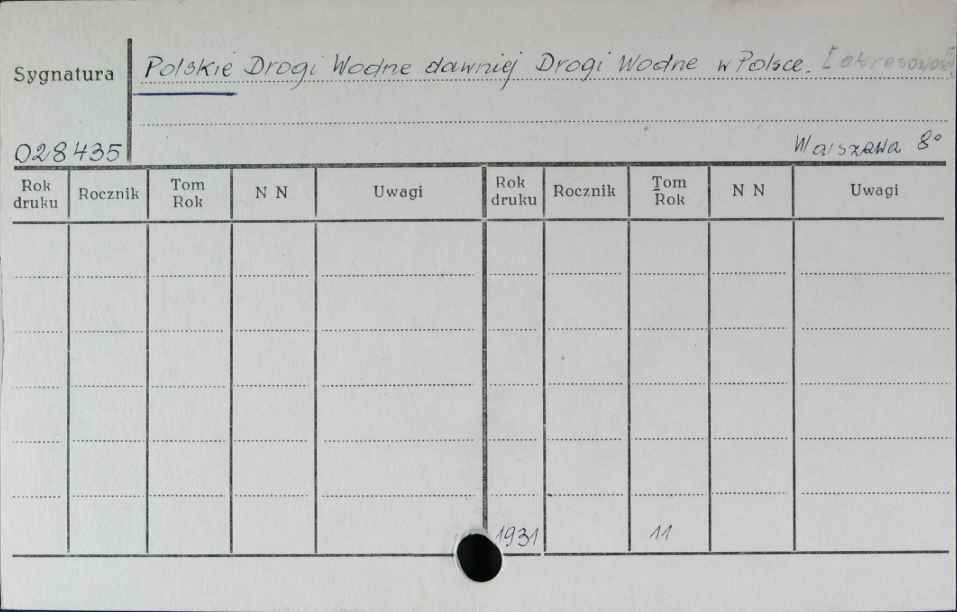 Sygnatura
Polskie Drogi Wodne dawniej Drogi Wodne w Polsce.
028435
Warszawa 8°
Rok druku Rocznik Tom Rok N N Uwagi Rok druku Rocznik Tom Rok N N Uwagi
1931 11